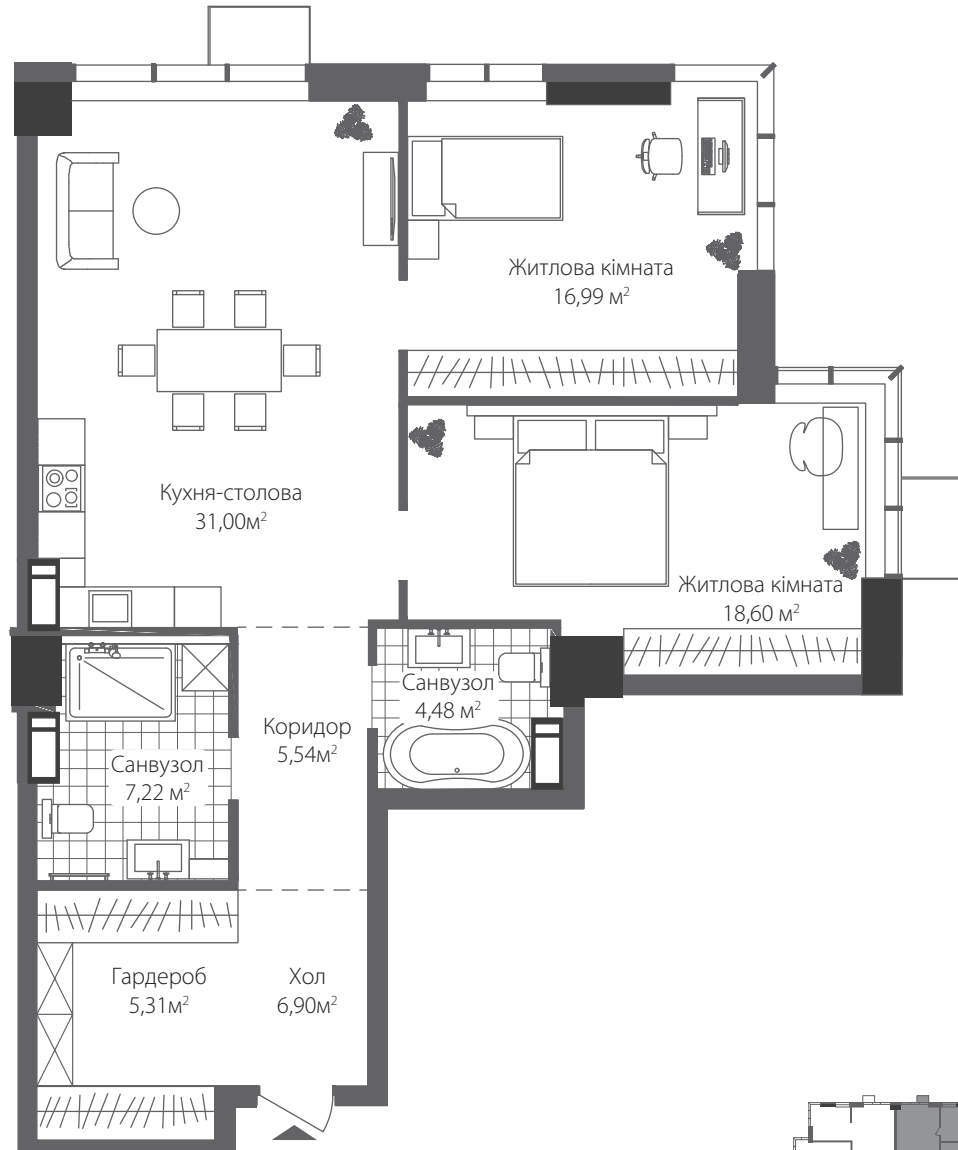 Житлова кімната
16,99 м²
Кухня-столова
31,00м²
Житлова кімната
18,60 м²
Санвузол
4,48 м²
Коридор
5,54м²
Санвузол
7,22 м²
Гардероб
5,31м²
Хол
6,90м²